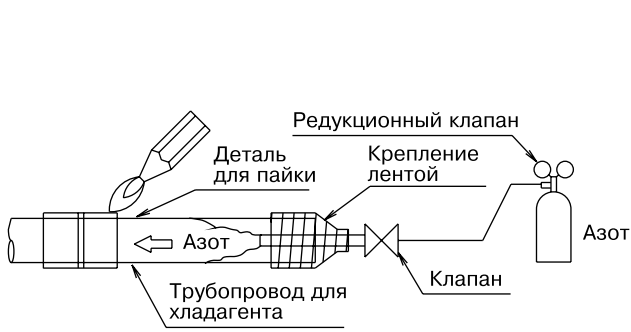 Редукционный клапан
Деталь
для пайки
Крепление
лентой
Азот
Азот
Клапан
Трубопровод для
хладагента